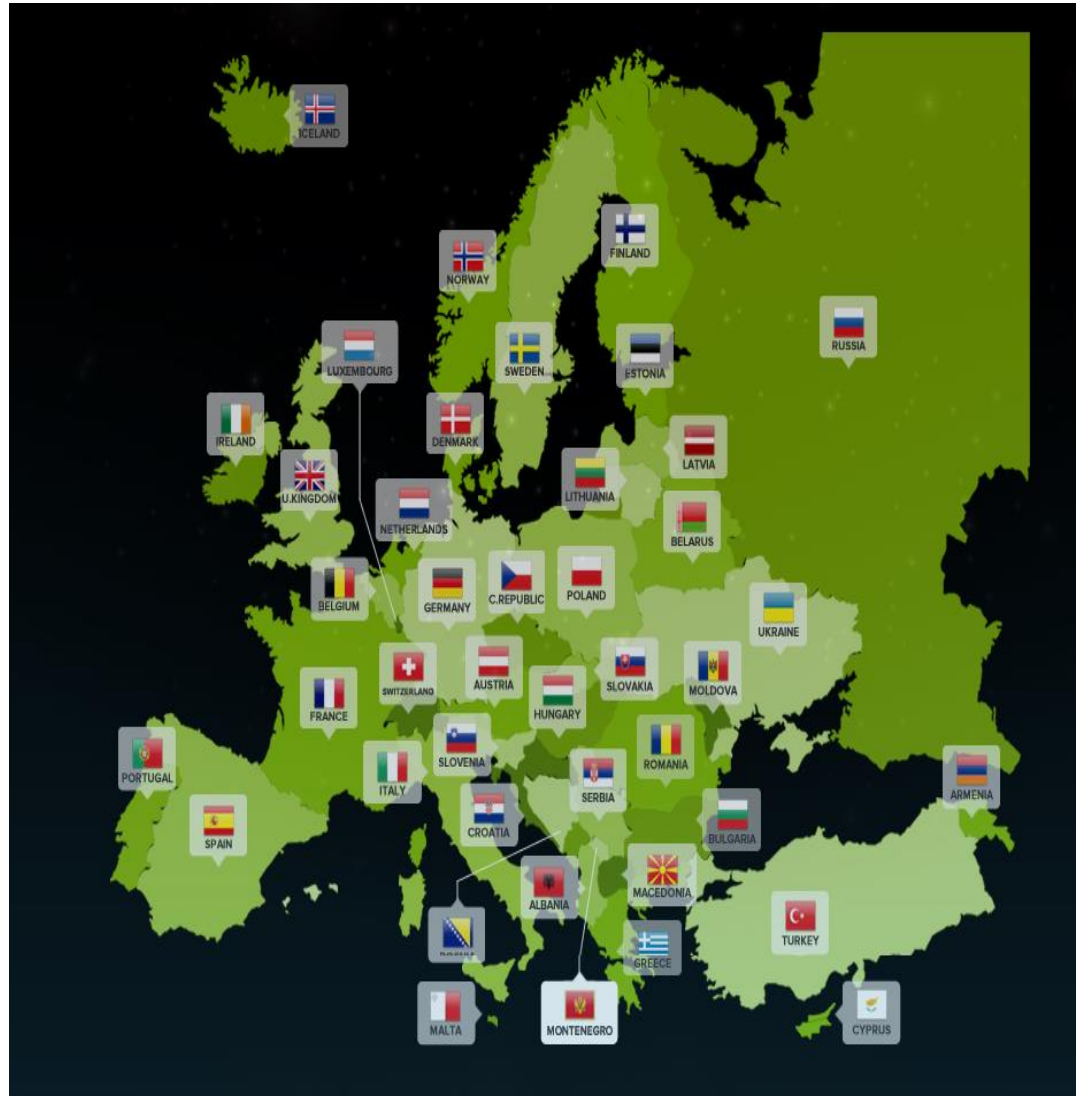 ICELAND
FINLAND
NORWAY
RUSSIA
LUXEMBOURG
SWEDEN
ESTONIA
IRELAND
DENMARK
LATVIA
U.KINGDOM
LITHUANIA
NETHERLANDS
BELARUS
BELGIUM
GERMANY
C.REPUBLIC
POLAND
UKRAINE
SWITZERLAND
AUSTRIA
SLOVAKIA
MOLDOVA
FRANCE
HUNGARY
PORTUGAL
SLOVENIA
ROMANIA
ITALY
SERBIA
ARMENIA
SPAIN
CROATIA
BULGARIA
ALBANIA
MACEDONIA
TURKEY
GREECE
MALTA
MONTENEGRO
CYPRUS